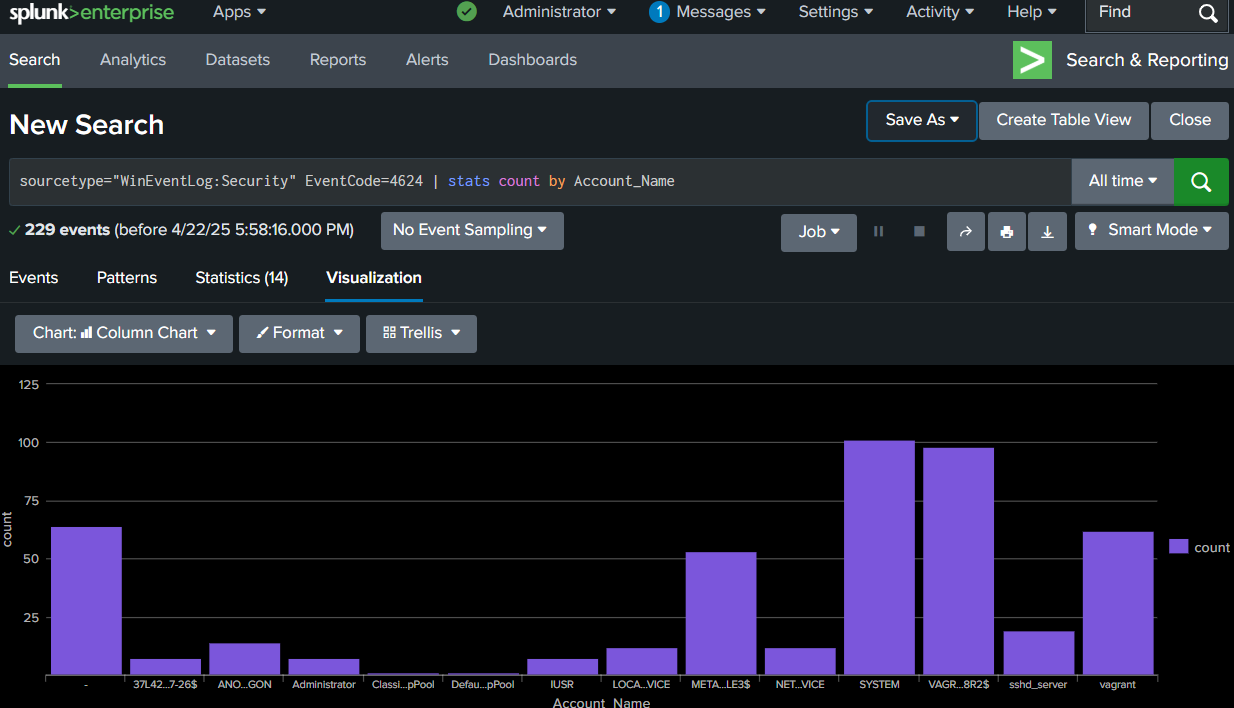 splunk>enterprise Apps Administrator 1 Messages Settings Activity Help Find
Search Analytics Datasets Reports Alerts Dashboards Search & Reporting
New Search Save As Create Table View Close
sourcetype="WinEventLog:Security" EventCode=4624 | stats count by Account_Name All time
229 events (before 4/22/25 5:58:16.000 PM) No Event Sampling Job Smart Mode
Events Patterns Statistics (14) Visualization
Chart: Column Chart Format Trellis
125
100
75
50
25
count
count
- 37L42...7-26$ ANO...GON Administrator Classi...pPool Defau...pPool IUSR LOCA...VICE META...LE3$ NET...VICE SYSTEM VAGR...8R2$ sshd_server vagrant
Account_Name